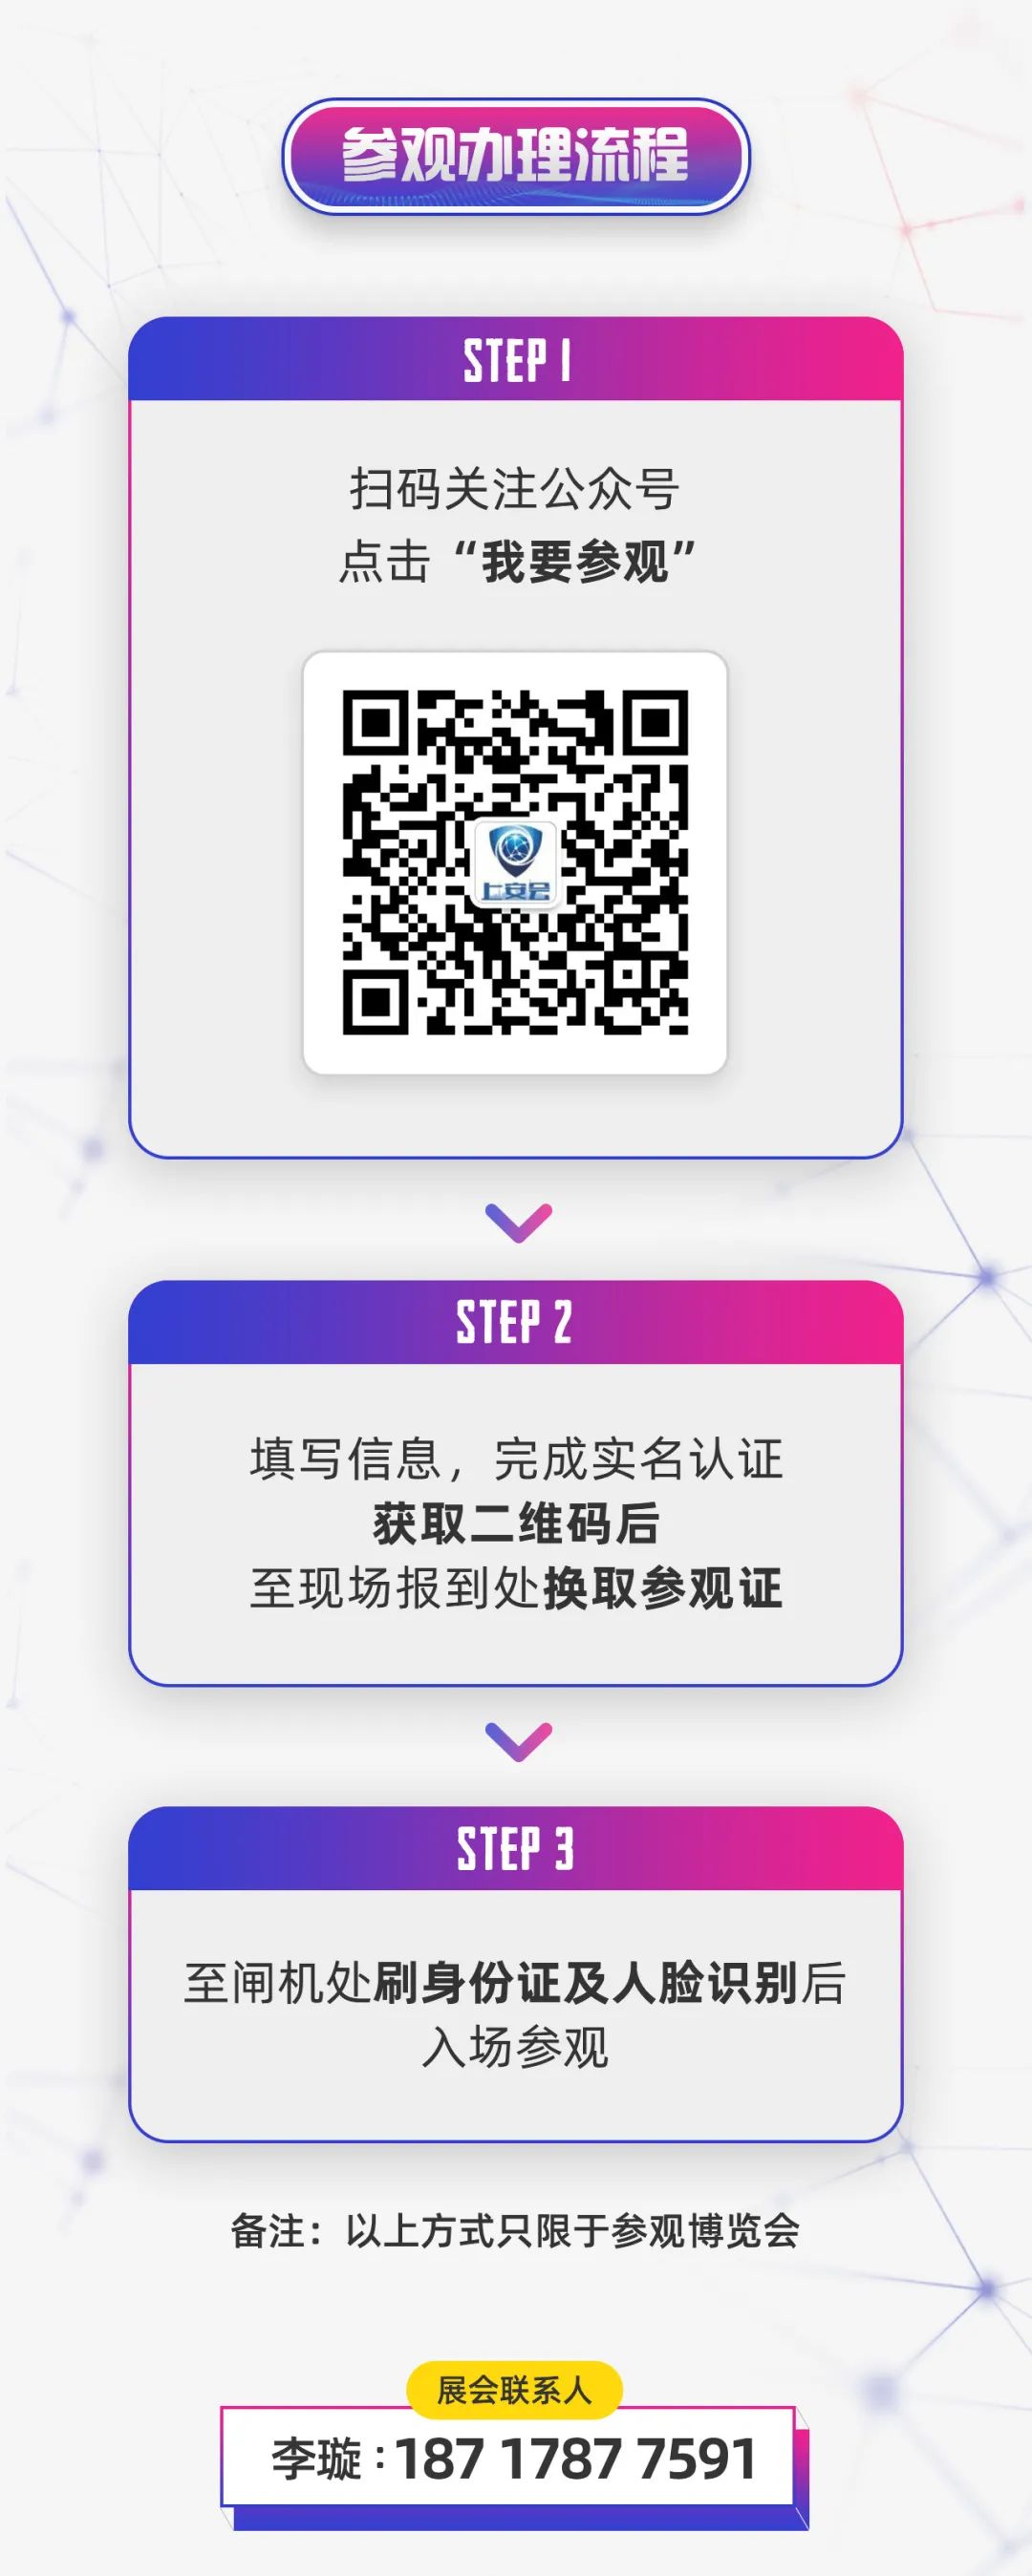 参观办理流程
STEP 1
扫码关注公众号
点击“我要参观”
上安会
STEP 2
填写信息，完成实名认证
获取二维码后
至现场报到处换取参观证
STEP 3
至闸机处刷身份证及人脸识别后
入场参观
备注：以上方式只限于参观博览会
展会联系人
李璇：187 1787 7591